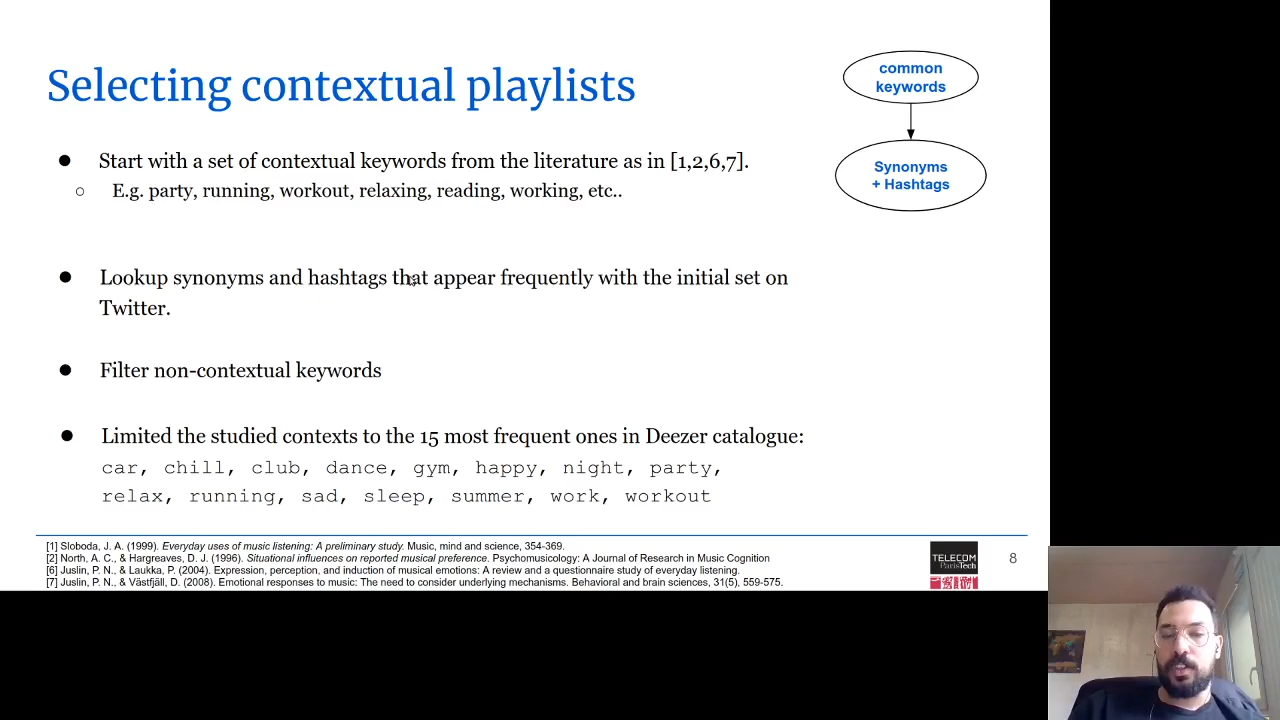 Selecting contextual playlists
● Start with a set of contextual keywords from the literature as in [1,2,6,7].
○ E.g. party, running, workout, relaxing, reading, working, etc..
● Lookup synonyms and hashtags that appear frequently with the initial set on
Twitter.
● Filter non-contextual keywords
● Limited the studied contexts to the 15 most frequent ones in Deezer catalogue:
car, chill, club, dance, gym, happy, night, party,
relax, running, sad, sleep, summer, work, workout
common
keywords
Synonyms
+ Hashtags
[1] Sloboda, J. A. (1999). Everyday uses of music listening: A preliminary study. Music, mind and science, 354-369.
[2] North, A. C., & Hargreaves, D. J. (1996). Situational influences on reported musical preference. Psychomusicology: A Journal of Research in Music Cognition
[6] Juslin, P. N., & Laukka, P. (2004). Expression, perception, and induction of musical emotions: A review and a questionnaire study of everyday listening.
[7] Juslin, P. N., & Västfjäll, D. (2008). Emotional responses to music: The need to consider underlying mechanisms. Behavioral and brain sciences, 31(5), 559-575.
TELECOM
ParisTech
8